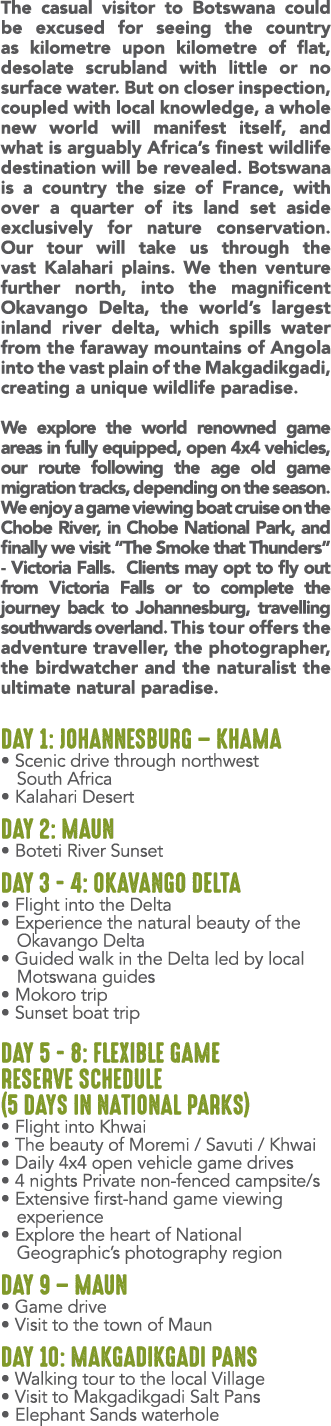 The casual visitor to Botswana could
be excused for seeing the country
as kilometre upon kilometre of flat,
desolate scrubland with little or no
surface water. But on closer inspection,
coupled with local knowledge, a whole
new world will manifest itself, and
what is arguably Africa’s finest wildlife
destination will be revealed. Botswana
is a country the size of France, with
over a quarter of its land set aside
exclusively for nature conservation.
Our tour will take us through the
vast Kalahari plains. We then venture
further north, into the magnificent
Okavango Delta, the world’s largest
inland river delta, which spills water
from the faraway mountains of Angola
into the vast plain of the Makgadikgadi,
creating a unique wildlife paradise.
We explore the world renowned game
areas in fully equipped, open 4x4 vehicles,
our route following the age old game
migration tracks, depending on the season.
We enjoy a game viewing boat cruise on the
Chobe River, in Chobe National Park, and
finally we visit “The Smoke that Thunders”
- Victoria Falls. Clients may opt to fly out
from Victoria Falls or to complete the
journey back to Johannesburg, travelling
southwards overland. This tour offers the
adventure traveller, the photographer,
the birdwatcher and the naturalist the
ultimate natural paradise.
DAY 1: JOHANNESBURG – KHAMA
• Scenic drive through northwest
South Africa
• Kalahari Desert
DAY 2: MAUN
• Boteti River Sunset
DAY 3 - 4: OKAVANGO DELTA
• Flight into the Delta
• Experience the natural beauty of the
Okavango Delta
• Guided walk in the Delta led by local
Motswana guides
• Mokoro trip
• Sunset boat trip
DAY 5 - 8: FLEXIBLE GAME
RESERVE SCHEDULE
(5 DAYS IN NATIONAL PARKS)
• Flight into Khwai
• The beauty of Moremi / Savuti / Khwai
• Daily 4x4 open vehicle game drives
• 4 nights Private non-fenced campsite/s
• Extensive first-hand game viewing
experience
• Explore the heart of National
Geographic’s photography region
DAY 9 – MAUN
• Game drive
• Visit to the town of Maun
DAY 10: MAKGADIKGADI PANS
• Walking tour to the local Village
• Visit to Makgadikgadi Salt Pans
• Elephant Sands waterhole